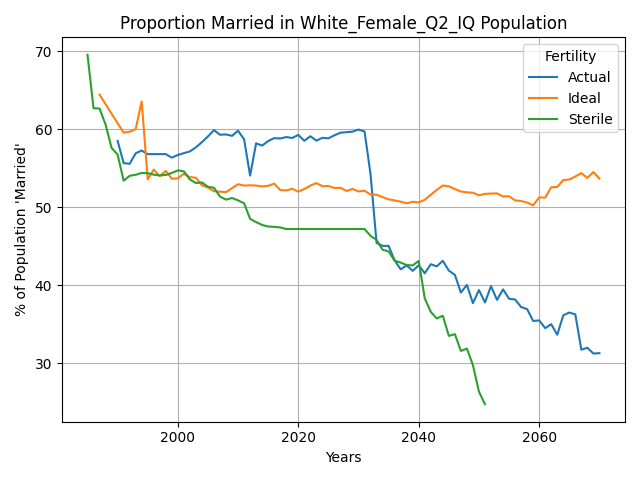 Proportion Married in White_Female_Q2_IQ Population
Fertility
Actual
Ideal
Sterile
% of Population 'Married'
70
60
50
40
30
2000
2020
2040
2060
Years